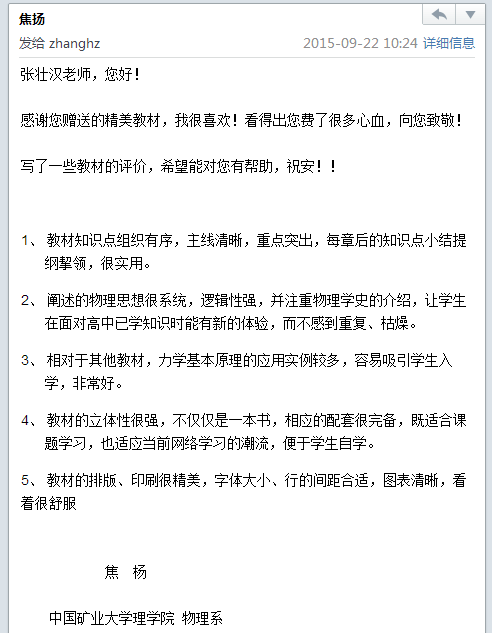 焦扬
发给 zhanghz 2015-09-22 10:24 详细信息
张壮汉老师，您好！
感谢您赠送的精美教材，我很喜欢！看得出您费了很多心血，向您致敬！
写了一些教材的评价，希望能对您有帮助，祝安！！
1、 教材知识点组织有序，主线清晰，重点突出，每章后的知识点小结提
纲挈领，很实用。
2、 阐述的物理思想很系统，逻辑性强，并注重物理学史的介绍，让学生
在面对高中已学知识时能有新的体验，而不感到重复、枯燥。
3、 相对于其他教材，力学基本原理的应用实例较多，容易吸引学生入
学，非常好。
4、 教材的立体性很强，不仅仅是一本书，相应的配套很完备，既适合课
题学习，也适应当前网络学习的潮流，便于学生自学。
5、 教材的排版、印刷很精美，字体大小、行的间距合适，图表清晰，看
着很舒服
焦 杨
中国矿业大学理学院 物理系